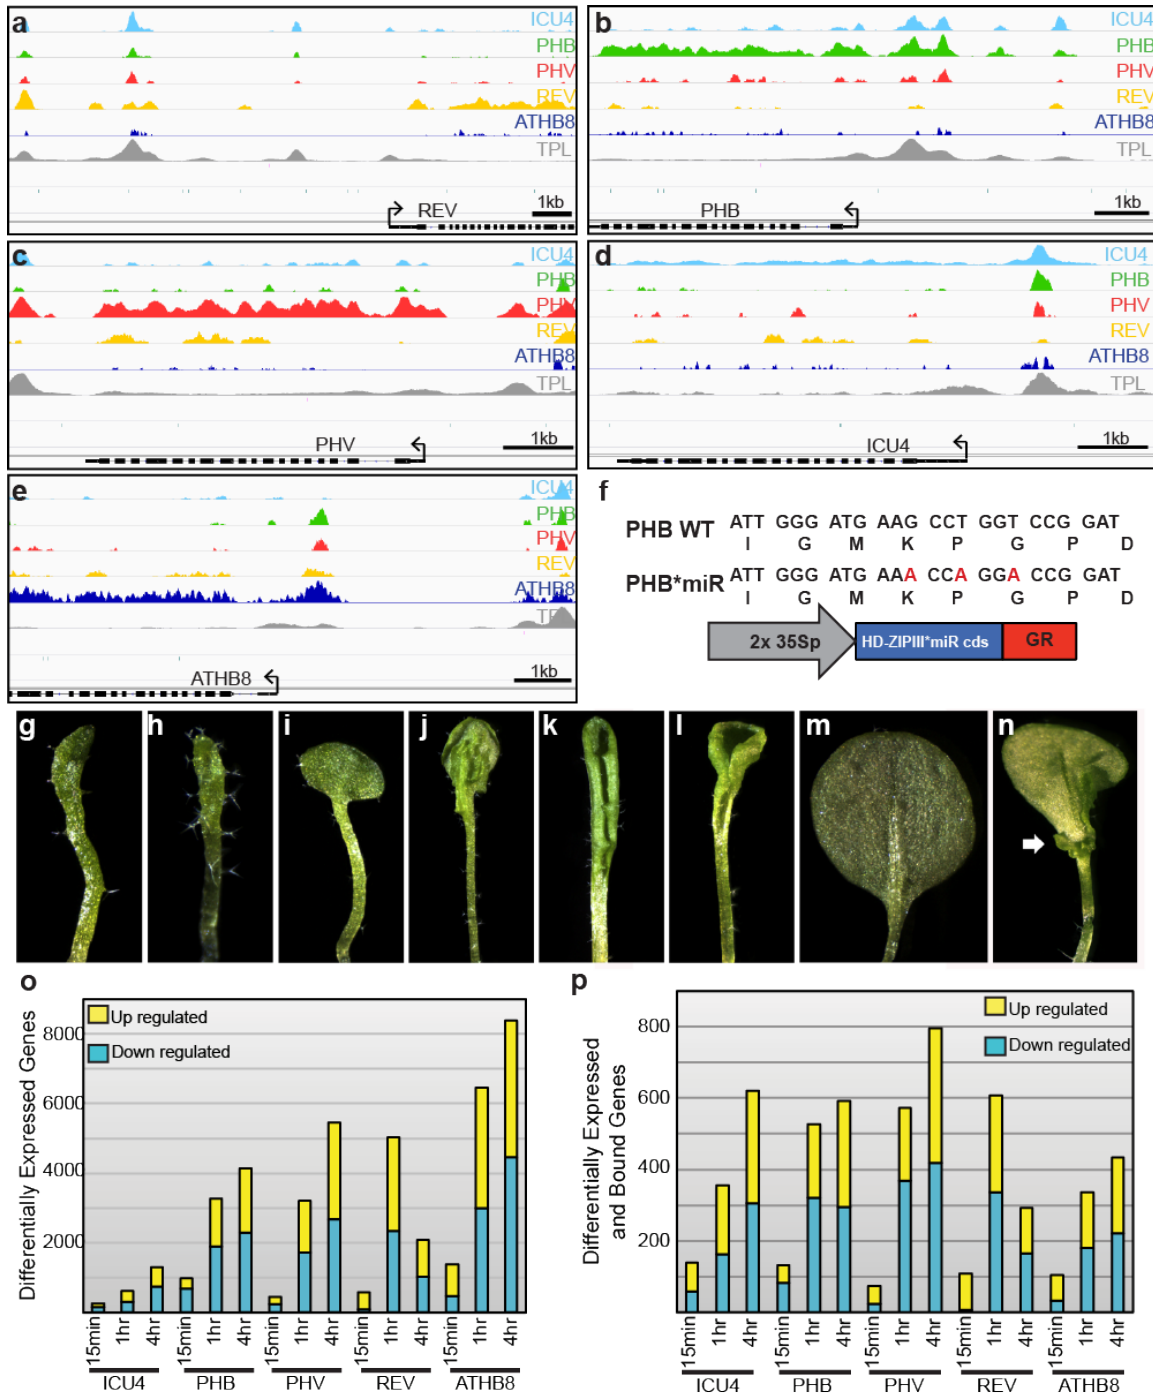 a
ICU4
PHB
PHV
REV
ATHB8
TPL
1kb
REV
b
ICU4
PHB
PHV
REV
ATHB8
TPL
1kb
PHB
c
ICU4
PHB
PHV
REV
ATHB8
TPL
1kb
PHV
d
ICU4
PHB
PHV
REV
ATHB8
TPL
1kb
ICU4
e
ICU4
PHB
PHV
REV
ATHB8
TPL
1kb
ATHB8
f
PHB WT ATT GGG ATG AAG CCT GGT CCG GAT
I G M K P G P D
PHB*miR ATT GGG ATG AAA CCA GGA CCG GAT
I G M K P G P D
2x 35Sp HD-ZIPIII*miR cds GR
g h i j k l m n
o
Differentially Expressed Genes
Up regulated
Down regulated
8000
6000
4000
2000
15min 1hr 4hr 15min 1hr 4hr 15min 1hr 4hr 15min 1hr 4hr 15min 1hr 4hr
ICU4 PHB PHV REV ATHB8
p
Differentially Expressed
and Bound Genes
Up regulated
Down regulated
800
600
400
200
15min 1hr 4hr 15min 1hr 4hr 15min 1hr 4hr 15min 1hr 4hr 15min 1hr 4hr
ICU4 PHB PHV REV ATHB8